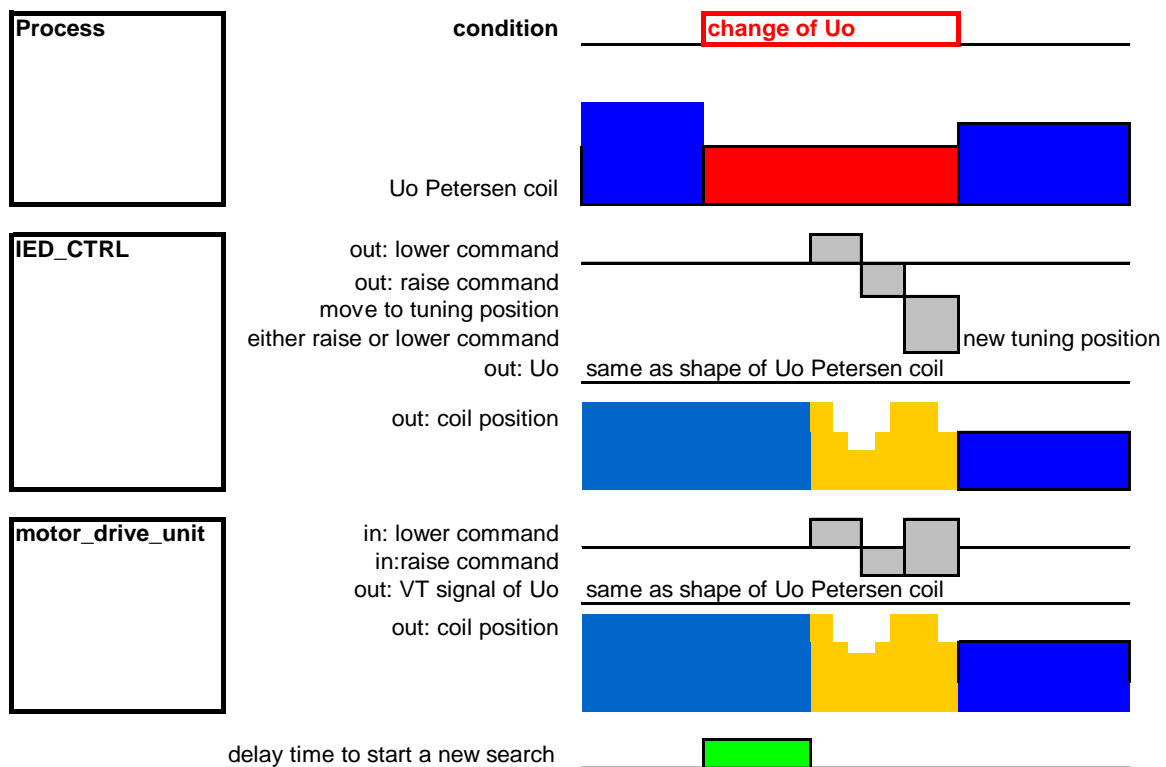 Process
condition
change of Uo
Uo Petersen coil
IED_CTRL
out: lower command
out: raise command
move to tuning position
either raise or lower command
new tuning position
out: Uo
same as shape of Uo Petersen coil
out: coil position
motor_drive_unit
in: lower command
in:raise command
out: VT signal of Uo
same as shape of Uo Petersen coil
out: coil position
delay time to start a new search